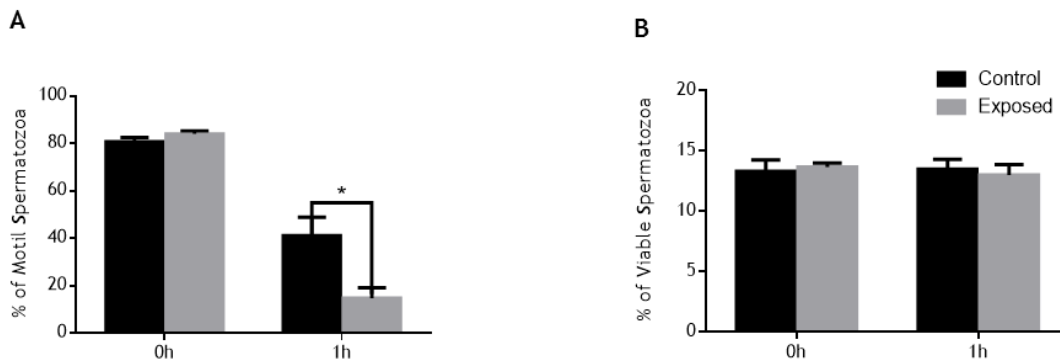 A
% of Motil Spermatozoa
100
80
60
40
20
0
*
0h
1h
B
% of Viable Spermatozoa
20
15
10
5
0
Control
Exposed
0h
1h